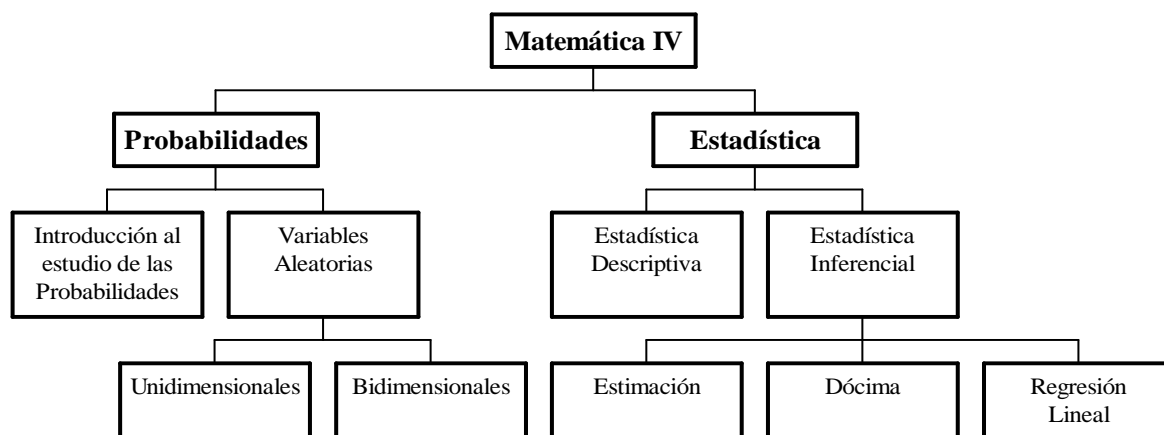 Matemática IV
Probabilidades
Estadística
Introducción al
estudio de las
Probabilidades
Variables
Aleatorias
Estadística
Descriptiva
Estadística
Inferencial
Unidimensionales
Bidimensionales
Estimación
Dócima
Regresión
Lineal